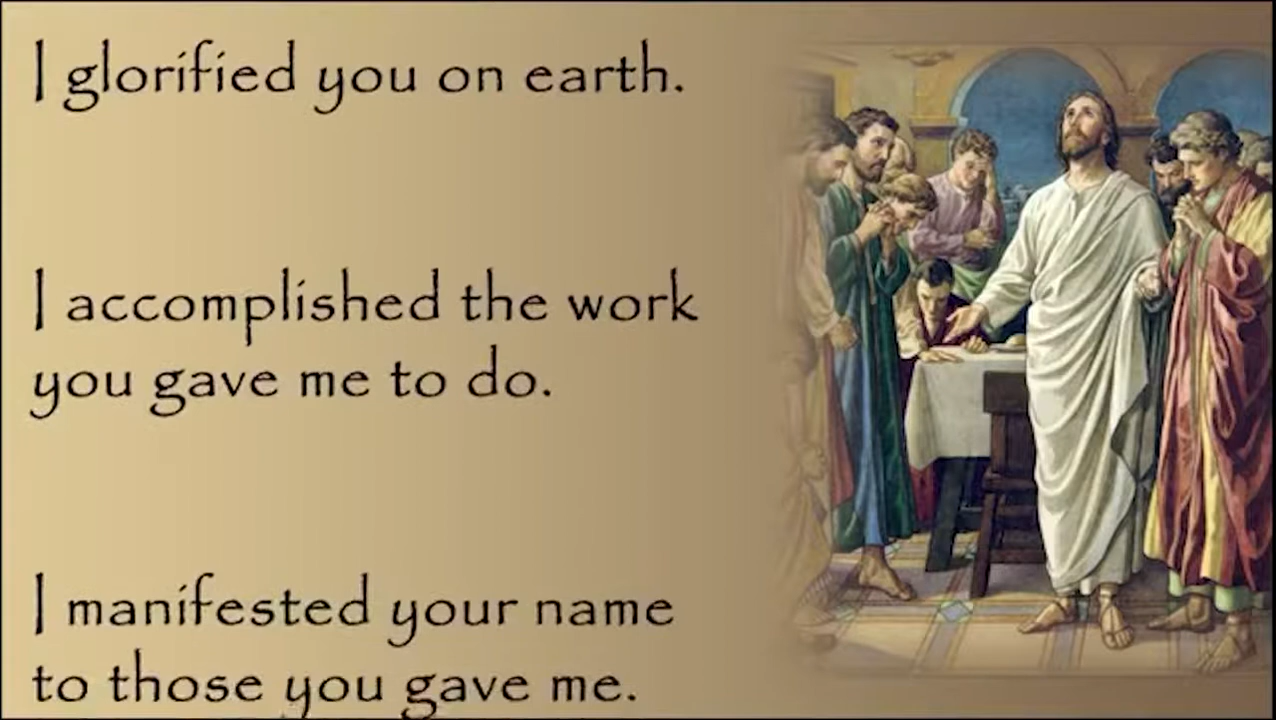 I glorified you on earth.
I accomplished the work
you gave me to do.
I manifested your name
to those you gave me.